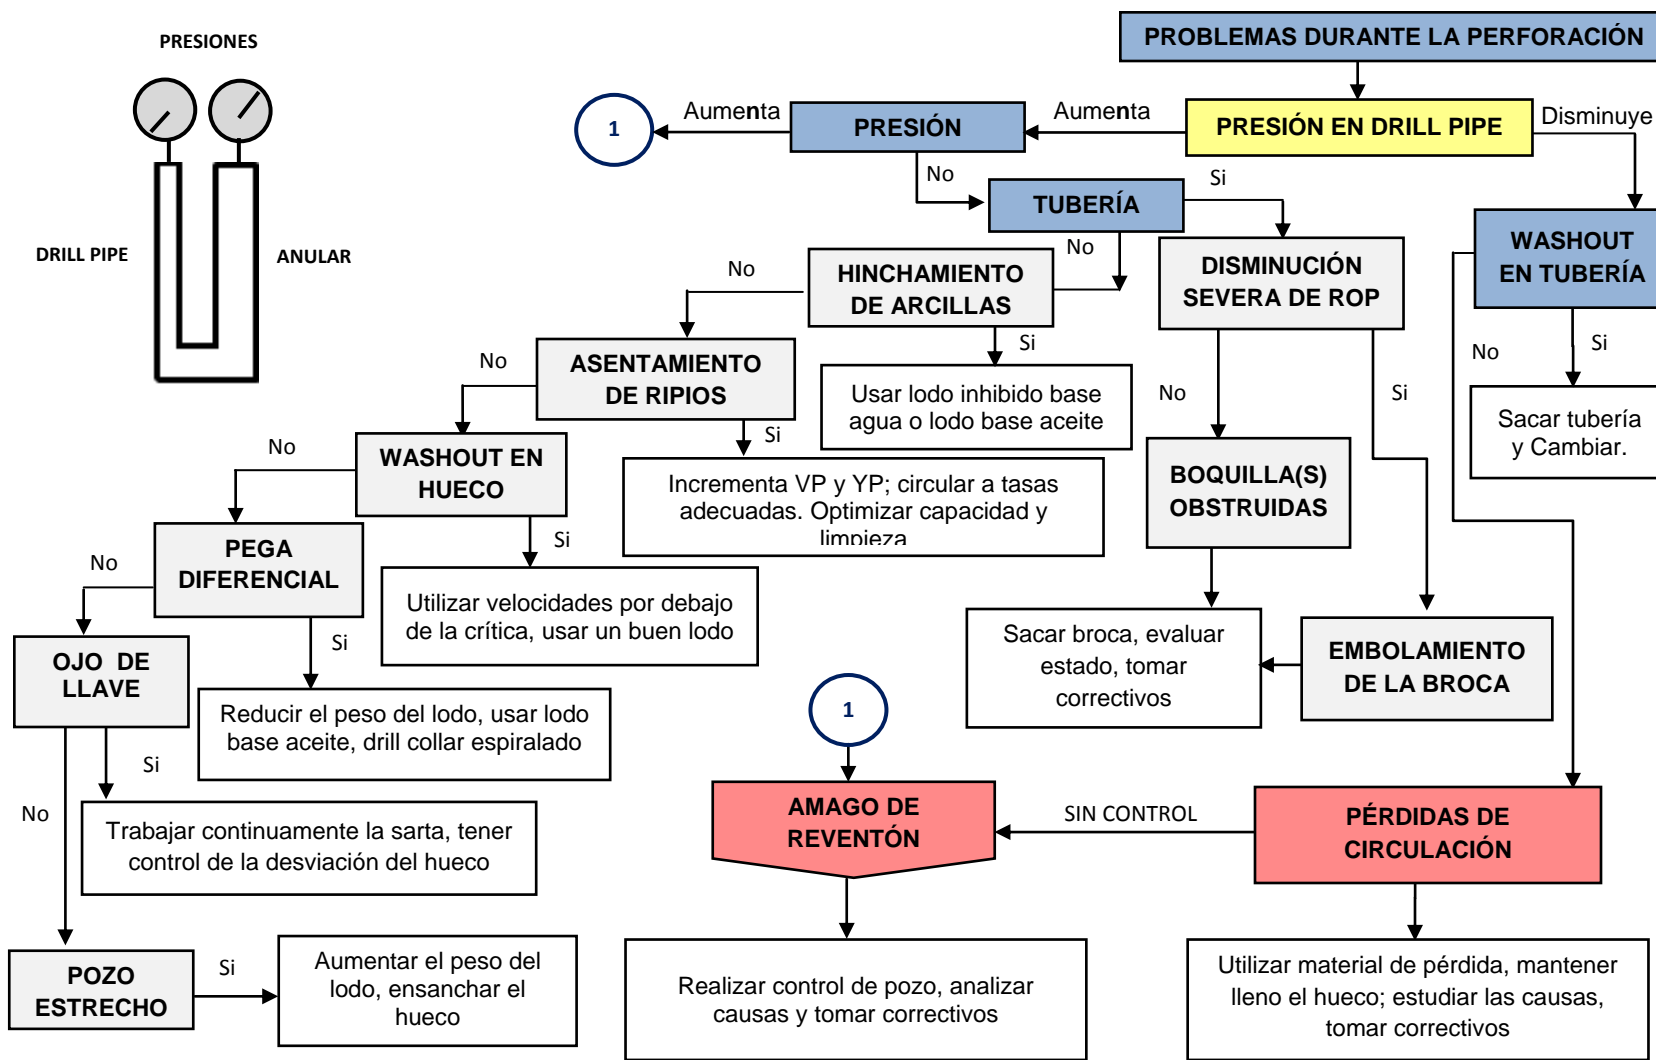 PRESIONES
DRILL PIPE
ANULAR
PROBLEMAS DURANTE LA PERFORACIÓN
PRESIÓN EN DRILL PIPE
Disminuye
Aumenta
PRESIÓN
Aumenta
1
No
TUBERÍA
Si
No
WASHOUT
EN TUBERÍA
DISMINUCIÓN
SEVERA DE ROP
HINCHAMIENTO
DE ARCILLAS
No
Si
Usar lodo inhibido base
agua o lodo base aceite
ASENTAMIENTO
DE RIPIOS
No
Si
Incrementa VP y YP; circular a tasas
adecuadas. Optimizar capacidad y
limpieza
WASHOUT EN
HUECO
No
Si
Utilizar velocidades por debajo
de la crítica, usar un buen lodo
PEGA
DIFERENCIAL
No
Si
Reducir el peso del lodo, usar lodo
base aceite, drill collar espiralado
OJO DE
LLAVE
Si
No
Trabajar continuamente la sarta, tener
control de la desviación del hueco
POZO
ESTRECHO
Si
Aumentar el peso del
lodo, ensanchar el
hueco
No
Si
BOQUILLA(S)
OBSTRUIDAS
Sacar broca, evaluar
estado, tomar
correctivos
EMBOLAMIENTO
DE LA BROCA
No
Si
Sacar tubería
y Cambiar.
1
AMAGO DE
REVENTÓN
SIN CONTROL
PÉRDIDAS DE
CIRCULACIÓN
Realizar control de pozo, analizar
causas y tomar correctivos
Utilizar material de pérdida, mantener
lleno el hueco; estudiar las causas,
tomar correctivos